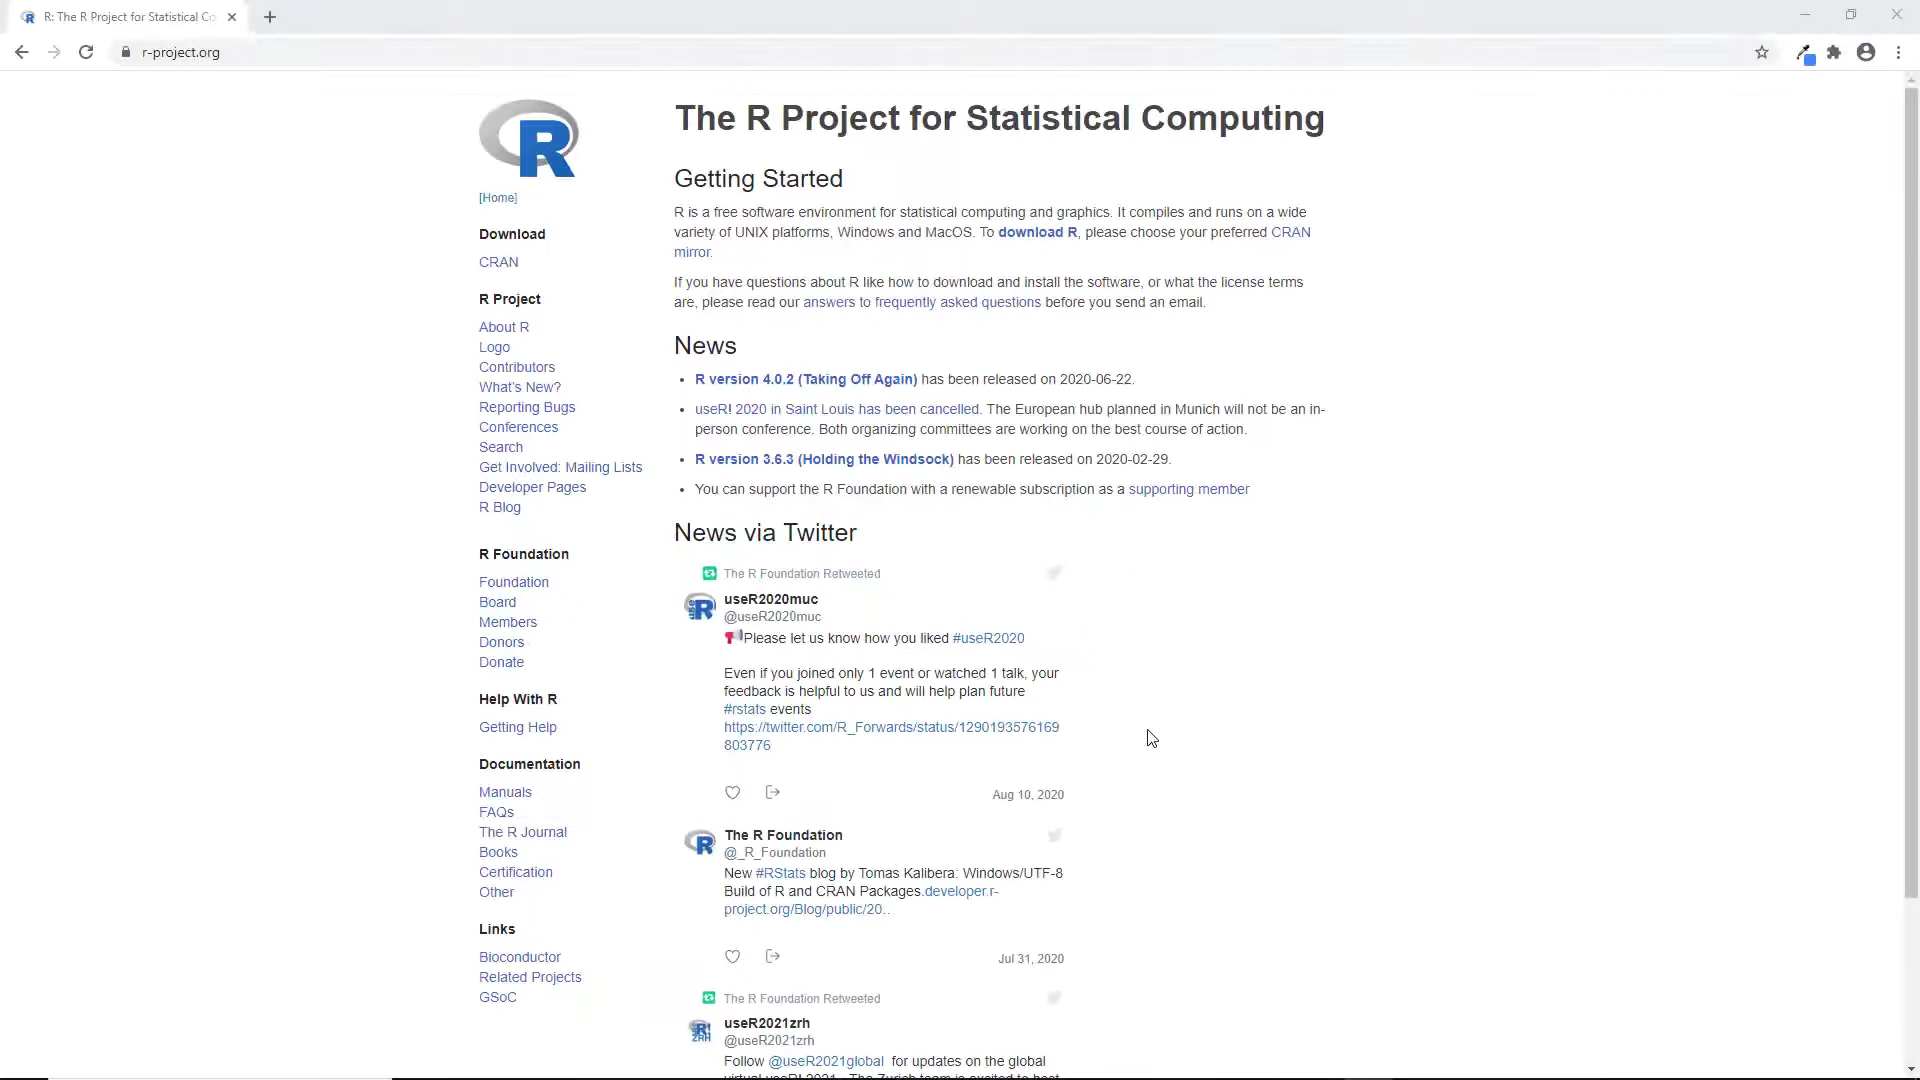 R: The R Project for Statistical Co
r-project.org
R
[Home]
Download
CRAN
R Project
About R
Logo
Contributors
What's New?
Reporting Bugs
Conferences
Search
Get Involved: Mailing Lists
Developer Pages
R Blog
R Foundation
Foundation
Board
Members
Donors
Donate
Help With R
Getting Help
Documentation
Manuals
FAQs
The R Journal
Books
Certification
Other
Links
Bioconductor
Related Projects
GSoC
The R Project for Statistical Computing
Getting Started
R is a free software environment for statistical computing and graphics. It compiles and runs on a wide
variety of UNIX platforms, Windows and MacOS. To download R, please choose your preferred CRAN
mirror.
If you have questions about R like how to download and install the software, or what the license terms
are, please read our answers to frequently asked questions before you send an email.
News
R version 4.0.2 (Taking Off Again) has been released on 2020-06-22.
useR! 2020 in Saint Louis has been cancelled. The European hub planned in Munich will not be an in-
person conference. Both organizing committees are working on the best course of action.
R version 3.6.3 (Holding the Windsock) has been released on 2020-02-29.
You can support the R Foundation with a renewable subscription as a supporting member
News via Twitter
The R Foundation Retweeted
useR2020muc
@useR2020muc
Please let us know how you liked #useR2020
Even if you joined only 1 event or watched 1 talk, your
feedback is helpful to us and will help plan future
#rstats events
https://twitter.com/R_Forwards/status/1290193576169
803776
Aug 10, 2020
The R Foundation
@_R_Foundation
New #RStats blog by Tomas Kalibera: Windows/UTF-8
Build of R and CRAN Packages.developer.r-
project.org/Blog/public/20…
Jul 31, 2020
The R Foundation Retweeted
useR2021zrh
@useR2021zrh
Follow @useR2021global for updates on the global
virtual useR! 2021 - The Zurich team is excited to host